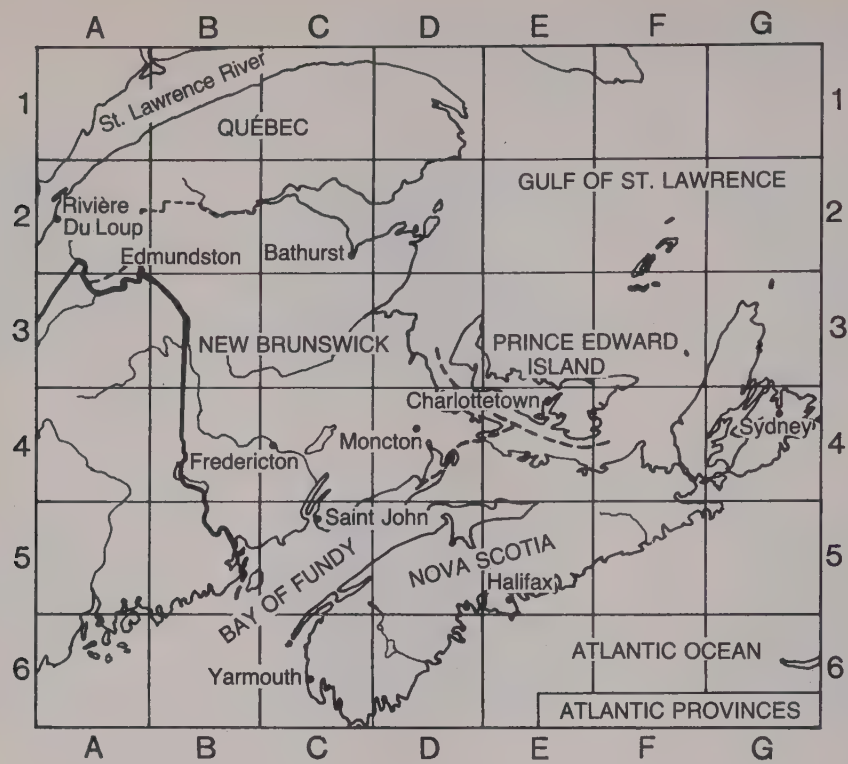 A B C D E F G
1 1
St. Lawrence River
QUÉBEC
GULF OF ST. LAWRENCE
2 2
Rivière
Du Loup
Edmundston
Bathurst
3 3
NEW BRUNSWICK
PRINCE EDWARD
ISLAND
Charlottetown
Sydney
4 4
Moncton
Fredericton
Saint John
5 5
BAY OF FUNDY
NOVA SCOTIA
Halifax
ATLANTIC OCEAN
6 6
Yarmouth
ATLANTIC PROVINCES
A B C D E F G